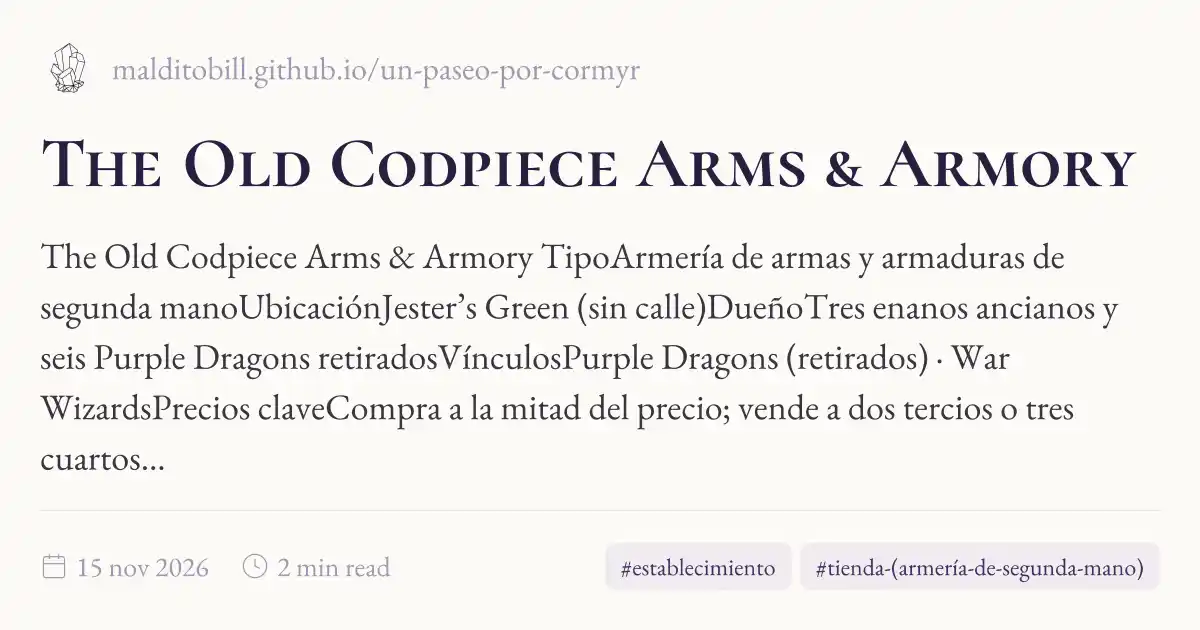 malditobill.github.io/un-paseo-por-cormyr
The Old Codpiece Arms & Armory
The Old Codpiece Arms & Armory TipoArmería de armas y armaduras de
segunda manoUbicaciónJester’s Green (sin calle)DueñoTres enanos ancianos y
seis Purple Dragons retiradosVínculosPurple Dragons (retirados) · War
WizardsPrecios claveCompra a la mitad del precio; vende a dos tercios o tres
cuartos...
15 nov 2026 2 min read #establecimiento #tienda-(armería-de-segunda-mano)